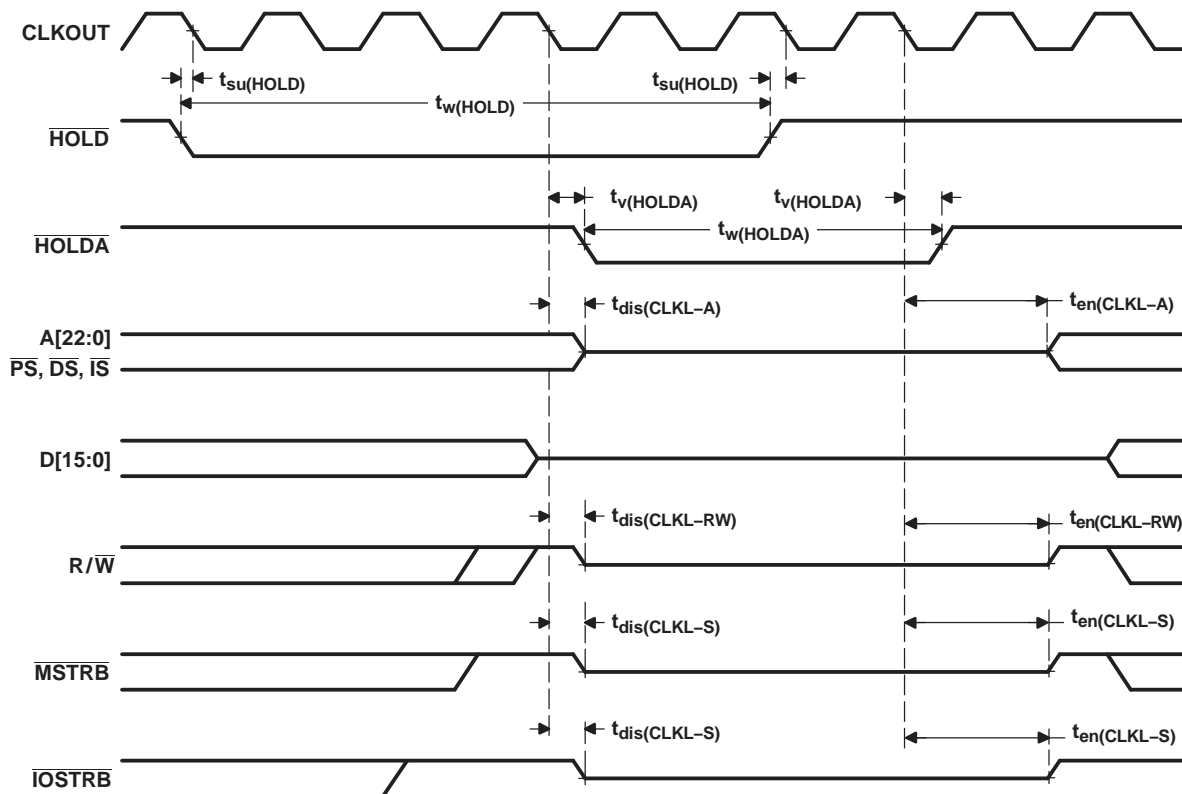 CLKOUT
tsu(HOLD)
tsu(HOLD)
tw(HOLD)
HOLD
tv(HOLDA)
tv(HOLDA)
tw(HOLDA)
HOLDA
tdis(CLKL–A)
ten(CLKL–A)
A[22:0]
PS, DS, IS
D[15:0]
tdis(CLKL–RW)
ten(CLKL–RW)
R/W
tdis(CLKL–S)
ten(CLKL–S)
MSTRB
tdis(CLKL–S)
ten(CLKL–S)
IOSTRB